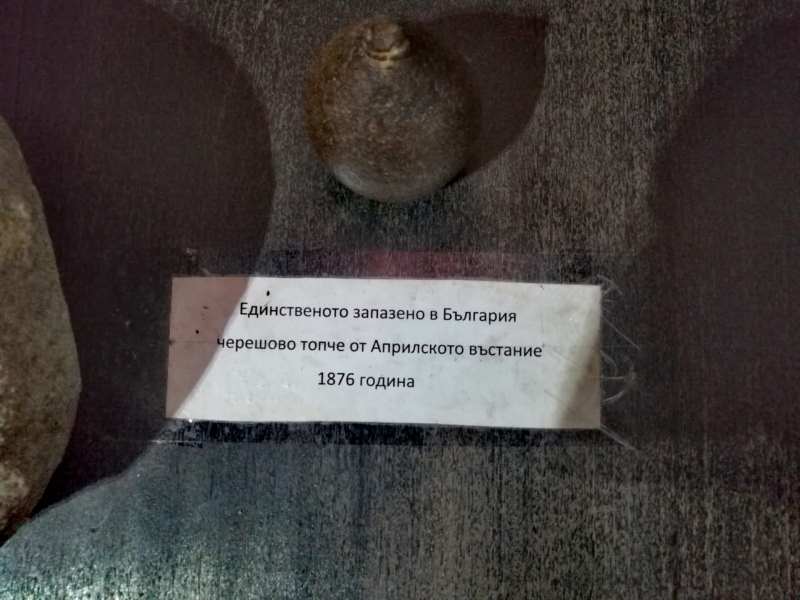 Единственото запазено в България
черешово топче от Априлското въстание
1876 година